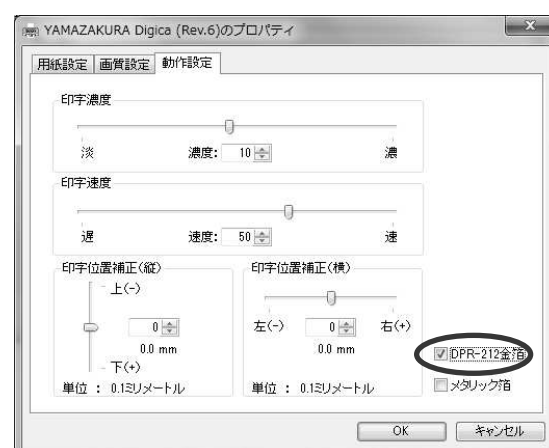 YAMAZAKURA Digica (Rev.6)のプロパティ
用紙設定 画質設定 動作設定
印字濃度
淡 濃度: 10 濃
印字速度
遅 速度: 50 速
印字位置補正(縦)
上(-)
0
0.0 mm
下(+)
単位 : 0.1ミリメートル
印字位置補正(横)
左(-) 0 右(+)
0.0 mm
単位 : 0.1ミリメートル
DPR-212金箔
メタリック箔
OK キャンセル